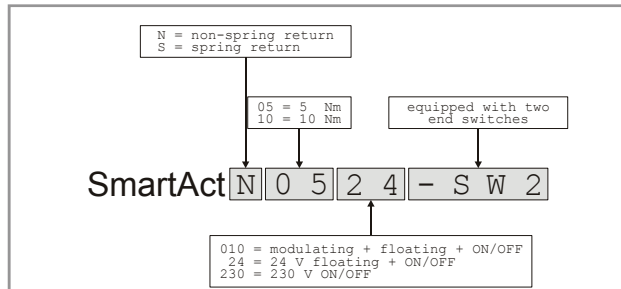 N = non-spring return
S = spring return
05 = 5 Nm
10 = 10 Nm
equipped with two
end switches
SmartAct N 0 5 2 4 - S W 2
010 = modulating + floating + ON/OFF
24 = 24 V floating + ON/OFF
230 = 230 V ON/OFF